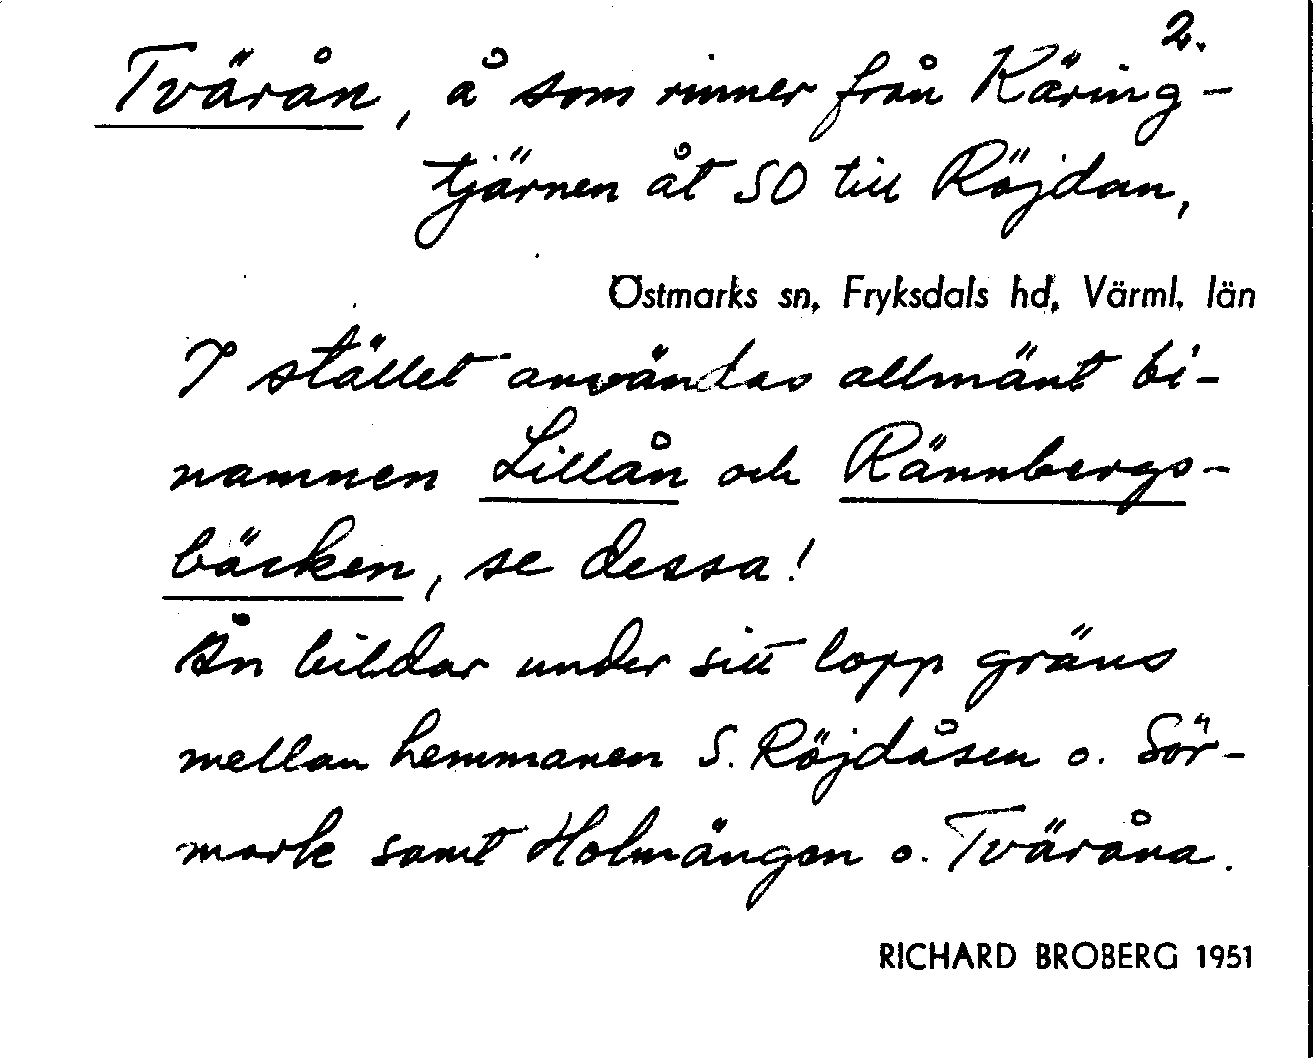 2.
Tvärån, å som rinner från Käring-
tjärnen åt SO till Röjdan,
Östmarks sn, Fryksdals hd, Värml. län
I stället användas allmänt bi-
namnen Lillån och Rännbergs-
bäcken, se dessa!
Ån bildar under sitt lopp gräns
mellan hemmanen S. Röjdåsen o. Sör-
mark samt Holmängen o. Tväråna.
RICHARD BROBERG 1951